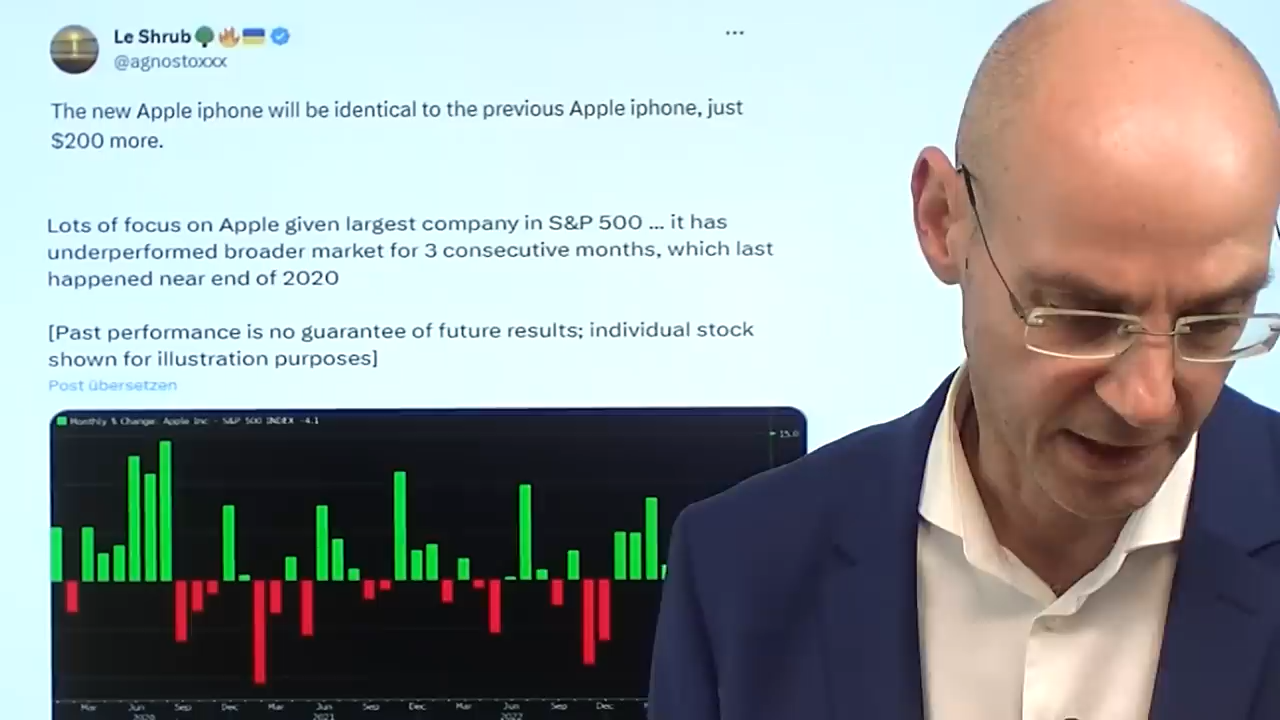 Le Shrub
@agnostoxxx
The new Apple iphone will be identical to the previous Apple iphone, just
$200 more.
Lots of focus on Apple given largest company in S&P 500 ... it has
underperformed broader market for 3 consecutive months, which last
happened near end of 2020
[Past performance is no guarantee of future results; individual stock
shown for illustration purposes]
Post übersetzen
Monthly % Change: Apple Inc - S&P 500 INDEX -4.1
15.0
Mar Jun Sep Dec Mar Jun Sep Dec Mar Jun Sep Dec
2020 2021 2022